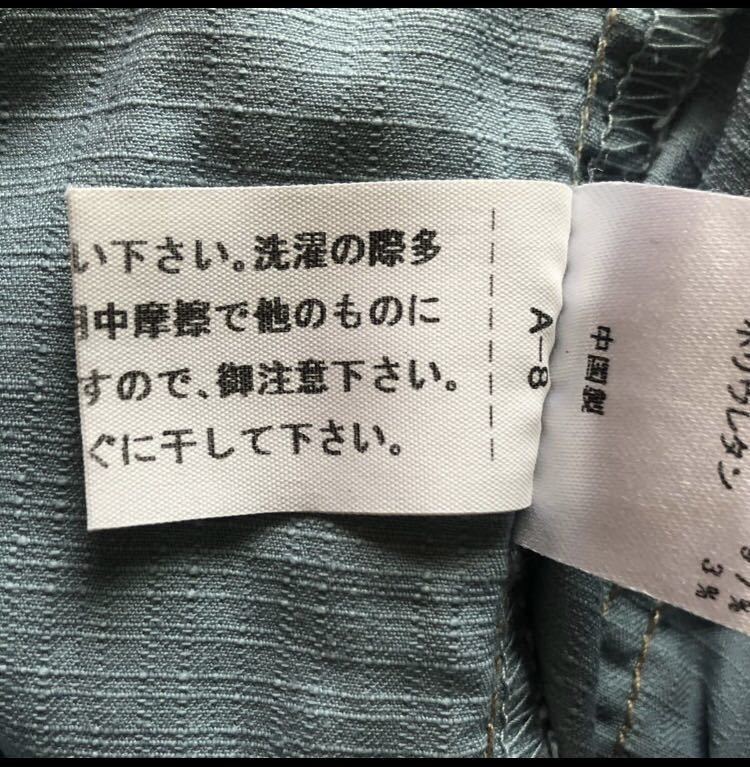 い下さい。洗濯の際多
中摩擦で他のものに
すので、御注意下さい。
ぐに干して下さい。
A-8
中国製
ポリウレタン
97%
3%